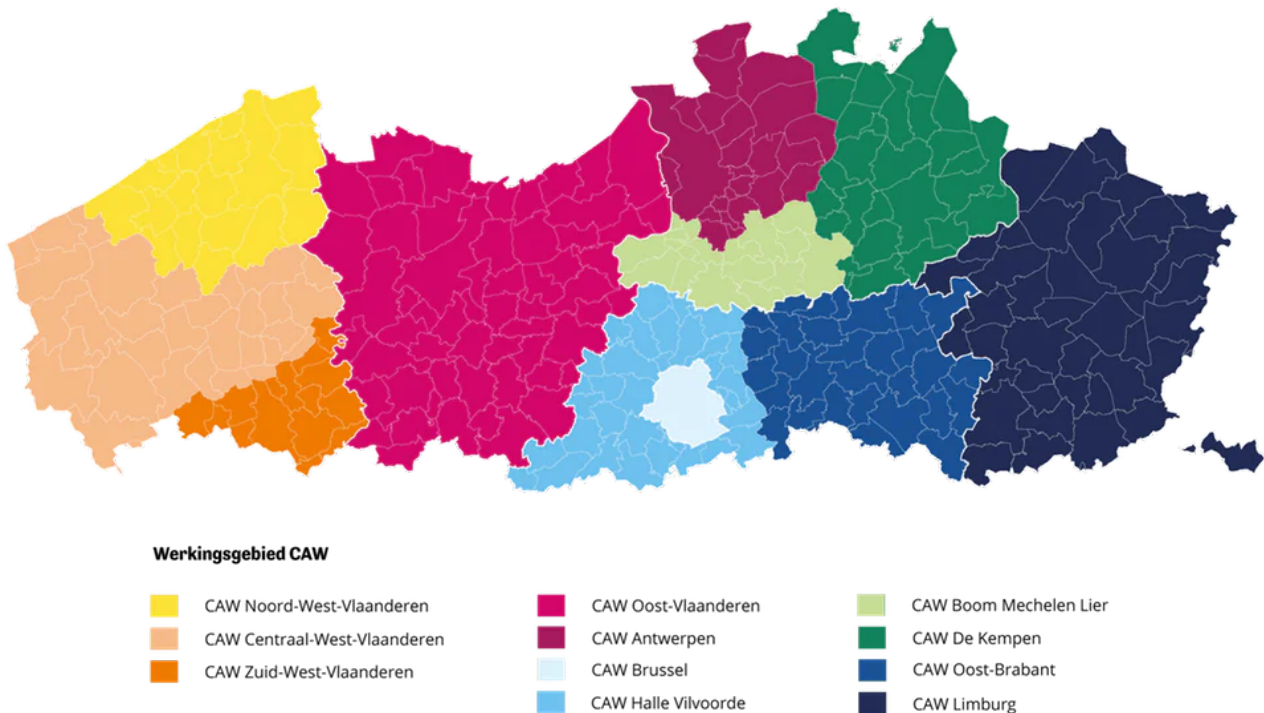 Werkingsgebied CAW
CAW Noord-West-Vlaanderen
CAW Centraal-West-Vlaanderen
CAW Zuid-West-Vlaanderen
CAW Oost-Vlaanderen
CAW Antwerpen
CAW Brussel
CAW Halle Vilvoorde
CAW Boom Mechelen Lier
CAW De Kempen
CAW Oost-Brabant
CAW Limburg